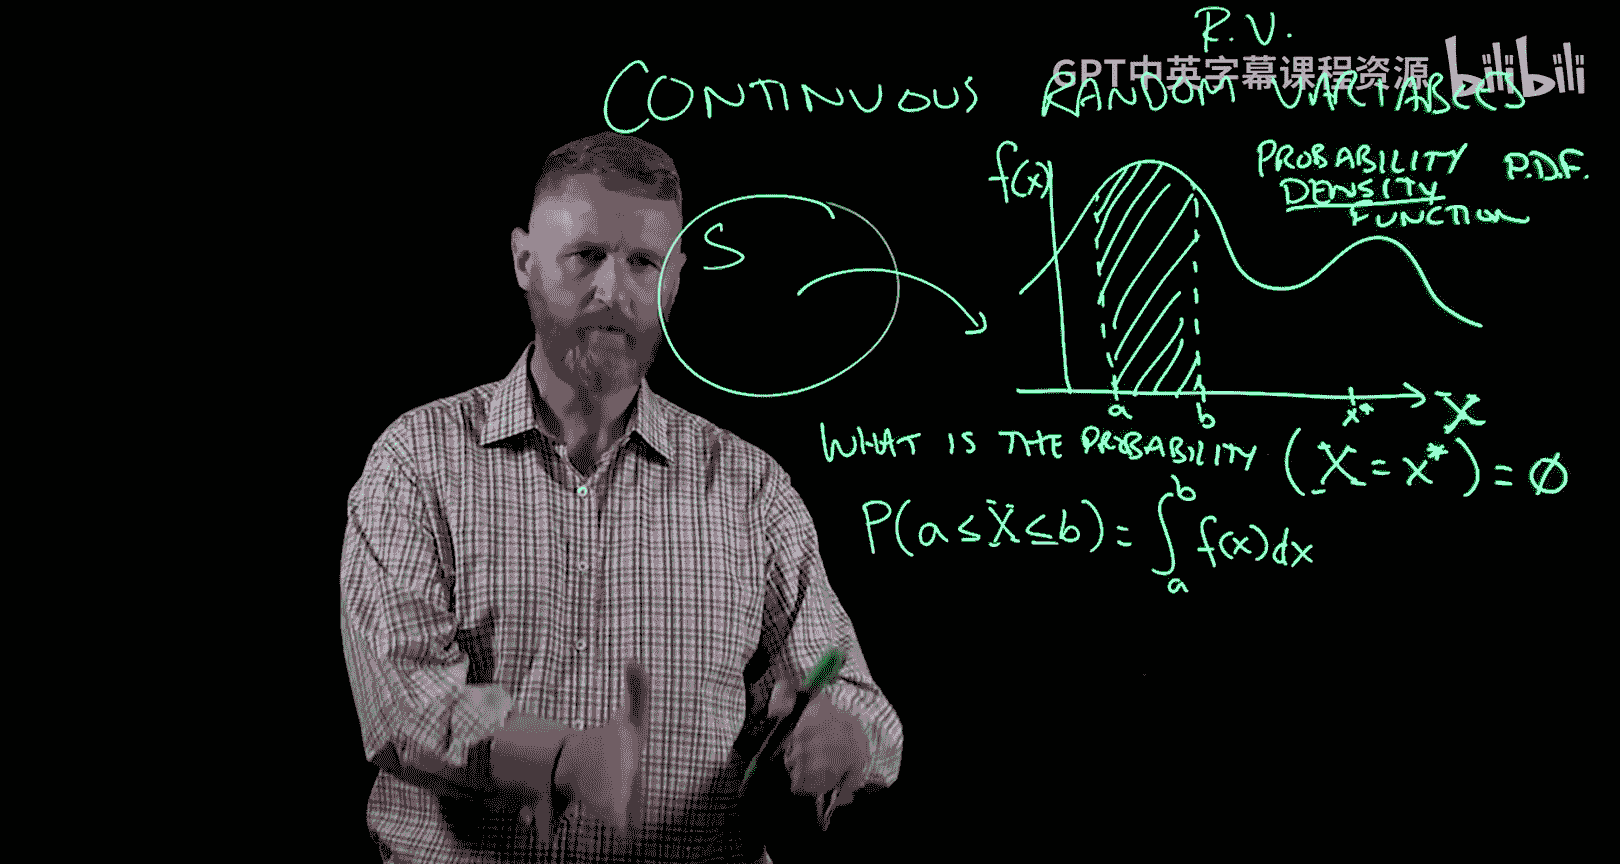 R.V.
GPT中英字幕课程资源 bilibili
CONTINUOUS RANDOM VARIABLES
f(x)
PROBABILITY P.D.F.
DENSITY
FUNCTION
S
a b x* X
WHAT IS THE PROBABILITY (X = x*) = ∅
P(a ≤ X ≤ b) = ∫_a^b f(x)dx